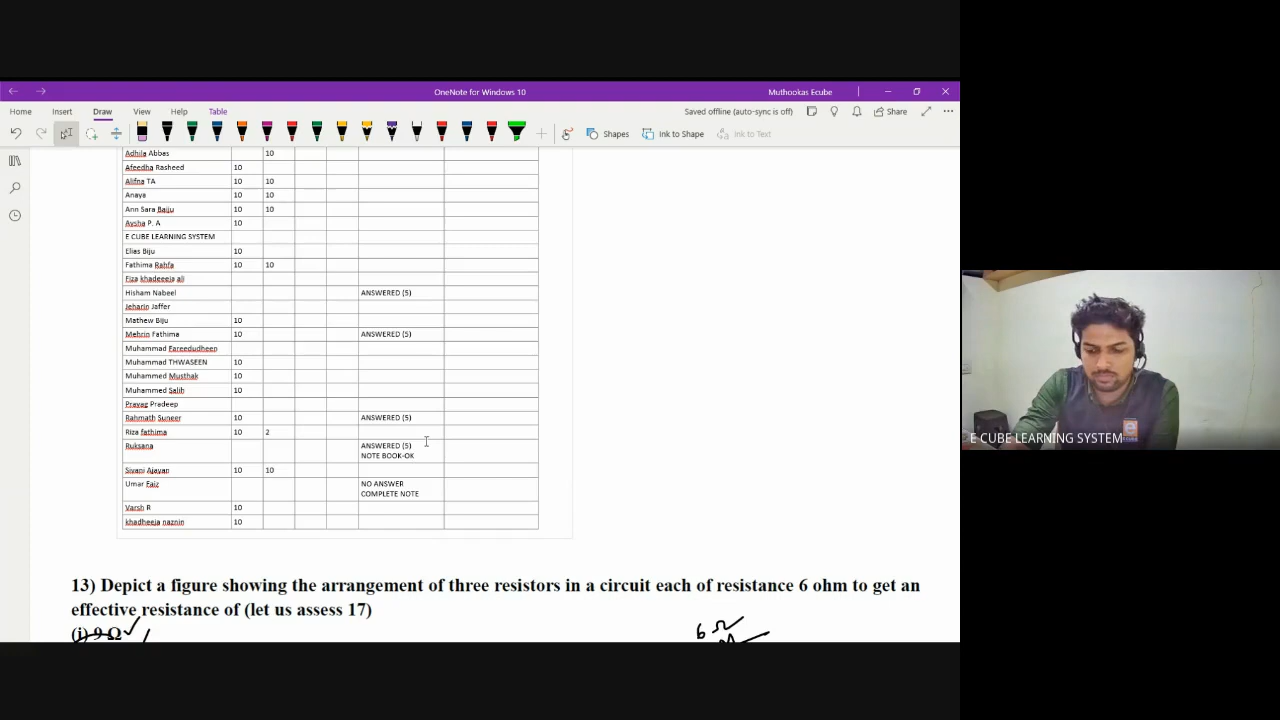 OneNote for Windows 10
Muthookas Ecube
Home Insert Draw View Help Table
Saved offline (auto-sync is off)
Share
Shapes
Ink to Shape
Ink to Text
Adhila Abbas 10
Afeedha Rasheed 10
Alifna TA 10 10
Anaya 10 10
Ann Sara Baiju 10 10
Aysha P. A 10
E CUBE LEARNING SYSTEM
Elias Biju 10
Fathima Rahfa 10 10
Fiza khadeeeja ali
Hisham Nabeel ANSWERED (5)
Jeharin Jaffer
Mathew Biju 10
Mehrin Fathima 10 ANSWERED (5)
Muhammad Fareedudheen
Muhammad THWASEEN 10
Muhammed Musthak 10
Muhammed Salih 10
Prayag Pradeep
Rahmath Suneer 10 ANSWERED (5)
Riza fathima 10 2
Ruksana ANSWERED (5)
NOTE BOOK-OK
Sivani Ajayan 10 10
Umar Faiz NO ANSWER
COMPLETE NOTE
Varsh R 10
khadheeja naznin 10
13) Depict a figure showing the arrangement of three resistors in a circuit each of resistance 6 ohm to get an
effective resistance of (let us assess 17)
(i) 9 Ω
6 Ω
E CUBE LEARNING SYSTEM